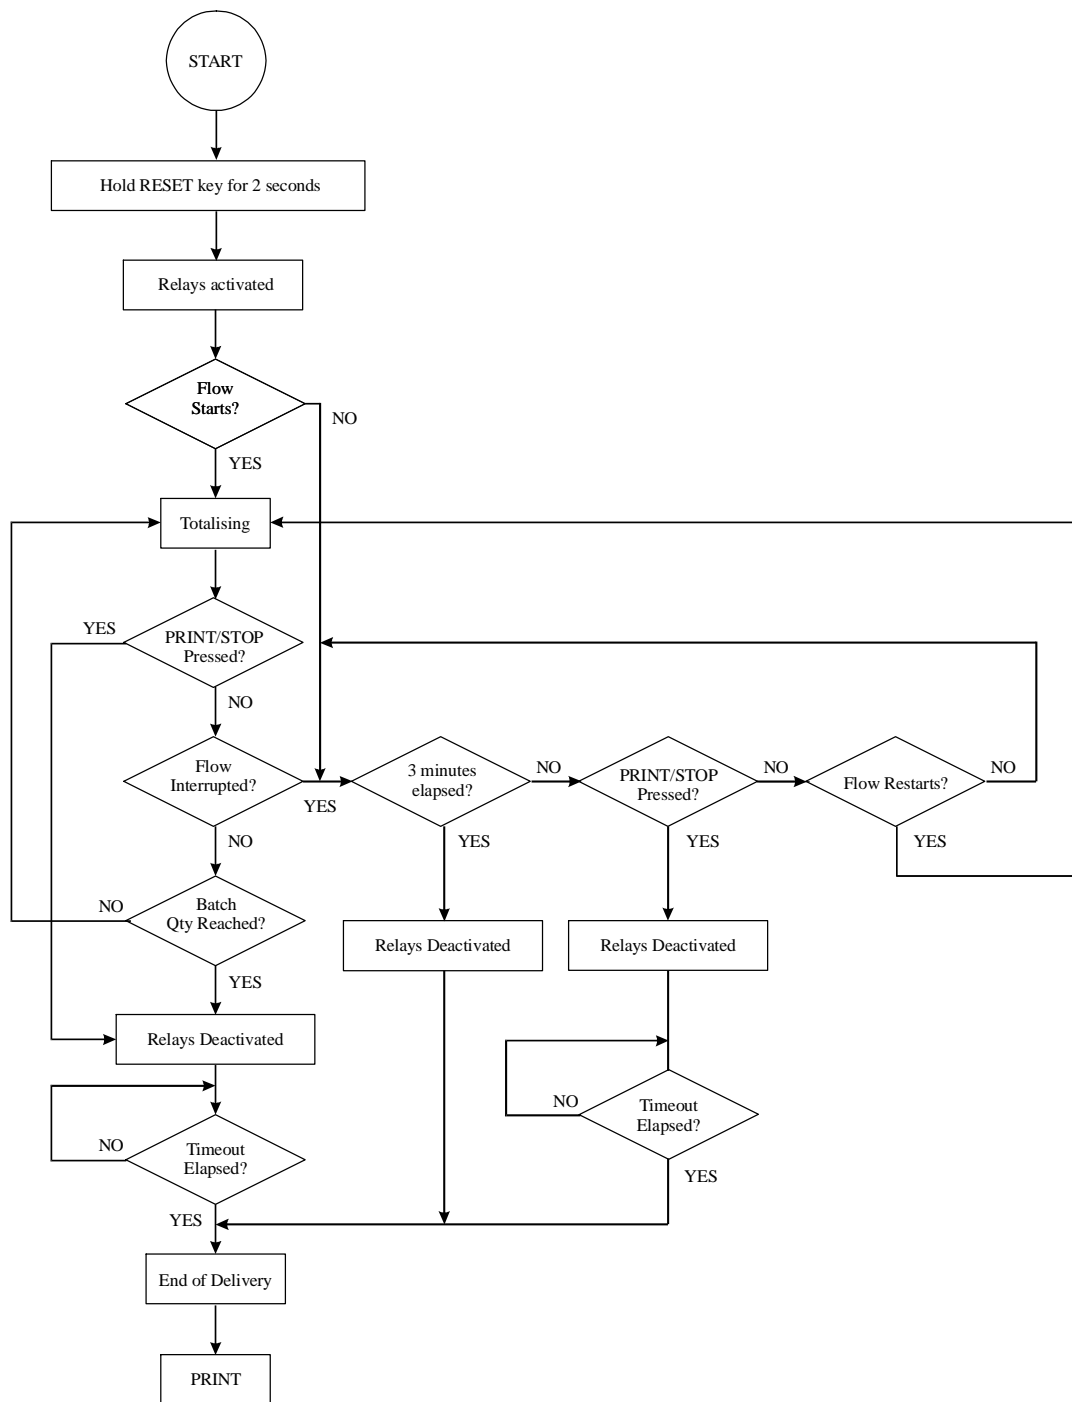 START
Hold RESET key for 2 seconds
Relays activated
Flow
Starts?
NO
YES
Totalising
YES
PRINT/STOP
Pressed?
NO
Flow
Interrupted?
YES
3 minutes
elapsed?
NO
PRINT/STOP
Pressed?
NO
Flow Restarts?
NO
NO
YES
YES
YES
NO
Batch
Qty Reached?
YES
Relays Deactivated
Relays Deactivated
Relays Deactivated
NO
Timeout
Elapsed?
YES
NO
Timeout
Elapsed?
YES
End of Delivery
PRINT